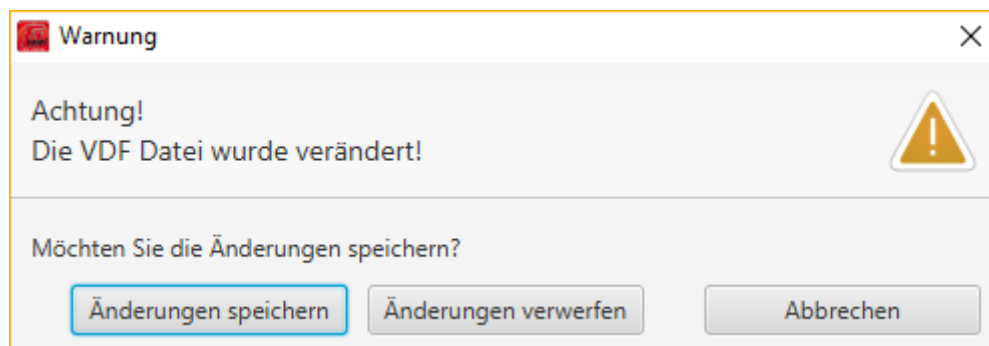 Warnung
Achtung!
Die VDF Datei wurde verändert!
Möchten Sie die Änderungen speichern?
Änderungen speichern Änderungen verwerfen Abbrechen